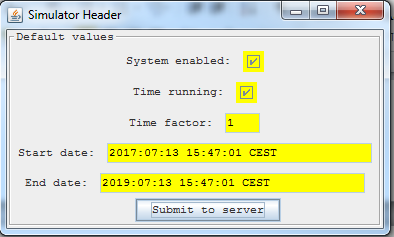 Simulator Header
Default values
System enabled:
Time running:
Time factor: 1
Start date: 2017:07:13 15:47:01 CEST
End date: 2019:07:13 15:47:01 CEST
Submit to server